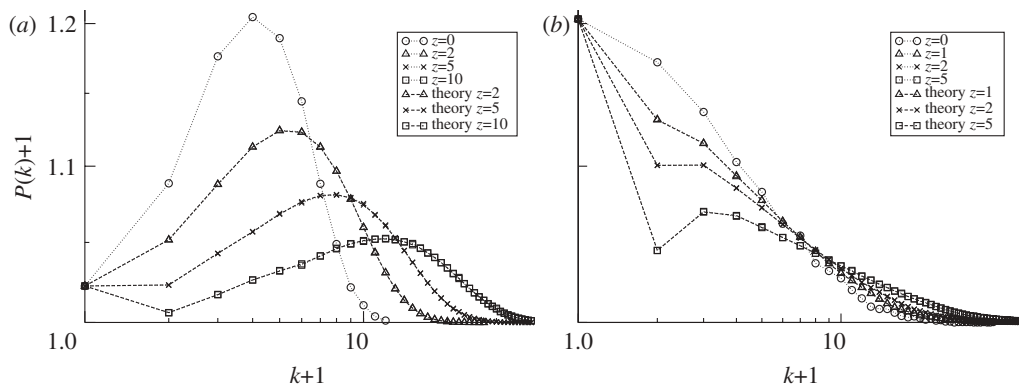 (a)
1.2
1.1
P(k)+1
1.0
10
k+1
z=0
z=2
z=5
z=10
theory z=2
theory z=5
theory z=10
(b)
z=0
z=1
z=2
z=5
theory z=1
theory z=2
theory z=5
1.0
10
k+1